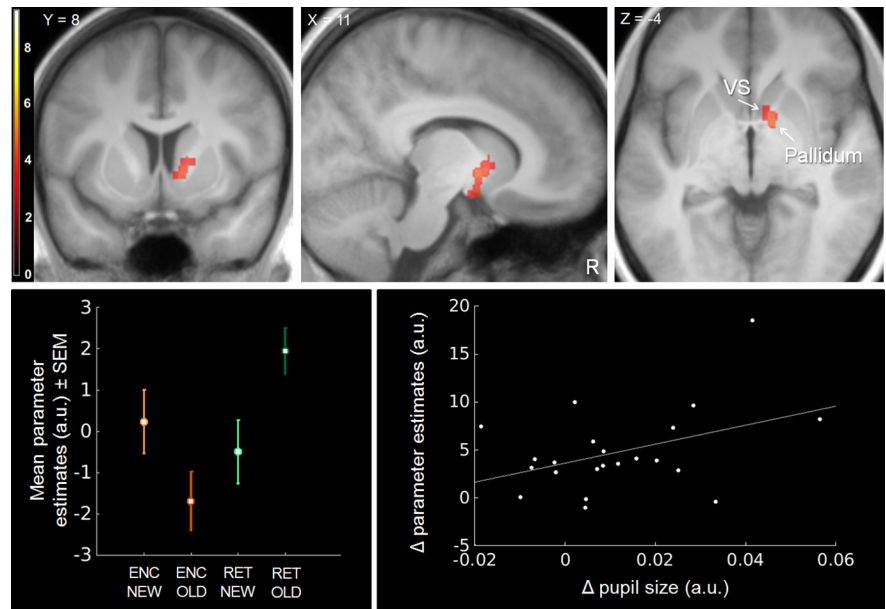 Y = 8
8
6
4
2
0
X = 11
R
Z = -4
VS
Pallidum
Mean parameter
estimates (a.u.) ± SEM
3
2
1
0
-1
-2
-3
ENC
NEW
ENC
OLD
RET
NEW
RET
OLD
Δ parameter estimates (a.u.)
20
15
10
5
0
-5
-0.02
0
0.02
0.04
0.06
Δ pupil size (a.u.)